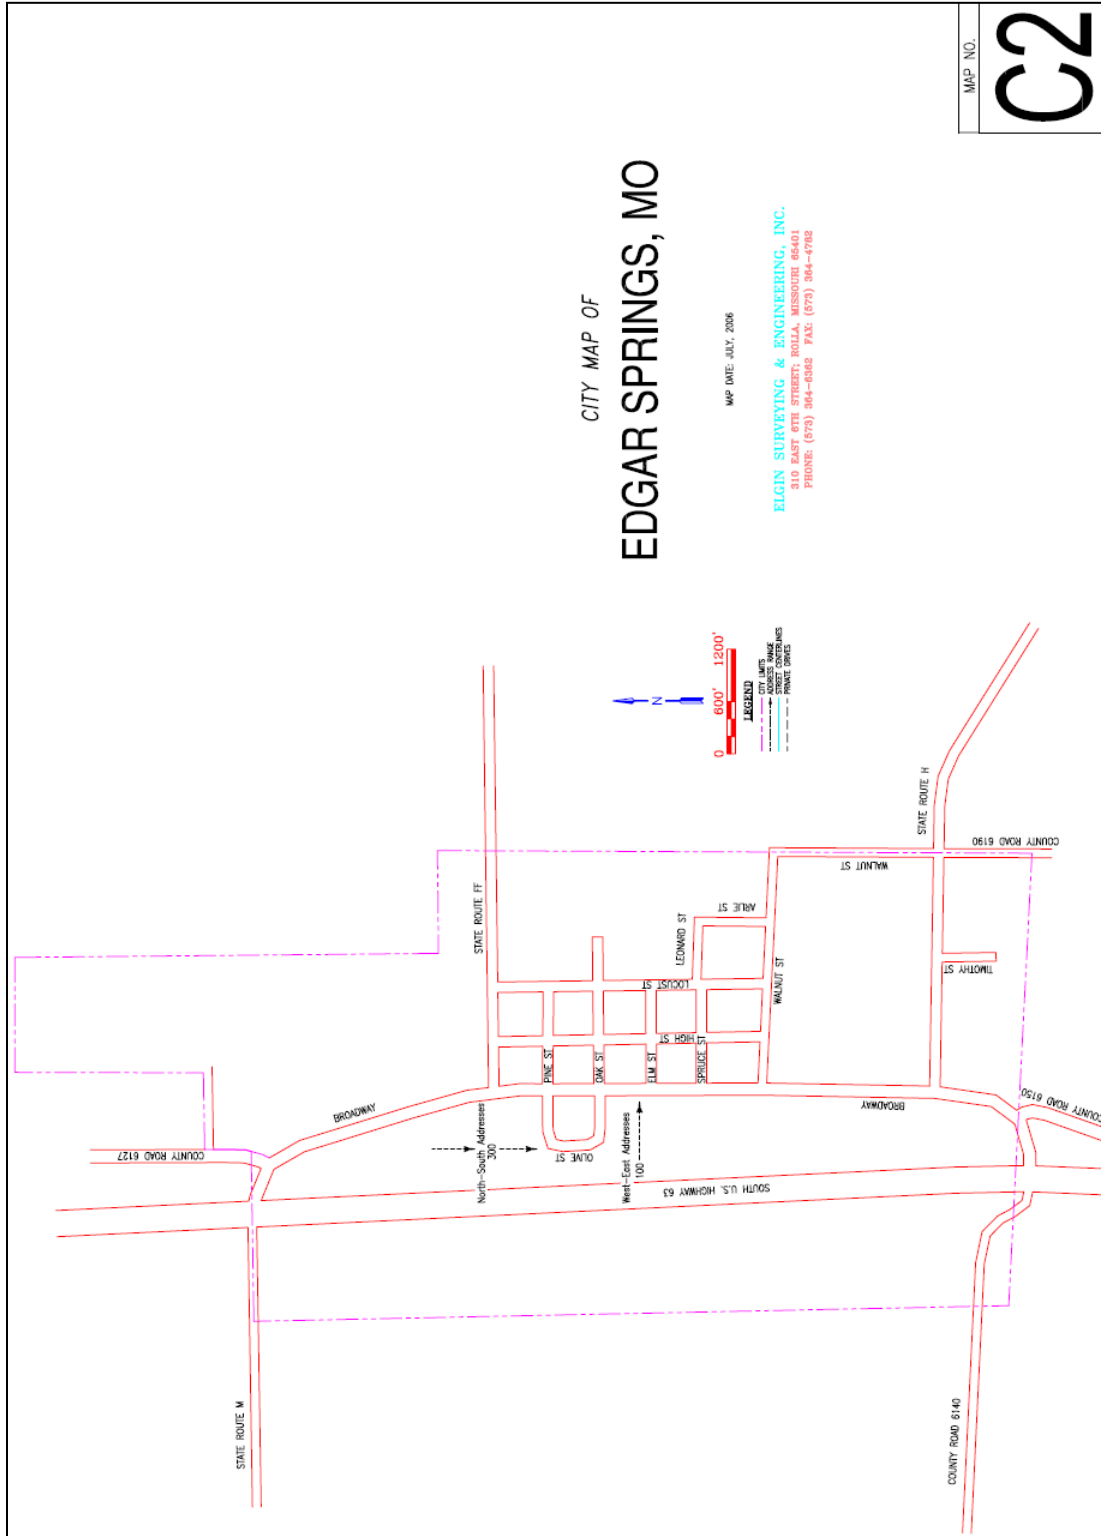 MAP NO.
C2
CITY MAP OF
EDGAR SPRINGS, MO
MAP DATE: JULY, 2006
ELGIN SURVEYING & ENGINEERING, INC.
310 EAST 6TH STREET; ROLLA, MISSOURI 65401
PHONE: (573) 364-6362 FAX: (573) 364-4782
N
0 600' 1200'
LEGEND
CITY LIMITS
ADDRESS RANGE
STREET CENTERLINES
PRIVATE DRIVES
STATE ROUTE M
COUNTY ROAD 6127
BROADWAY
STATE ROUTE FF
North-South Addresses
300
PINE ST
OLIVE ST
OAK ST
West-East Addresses
100
ELM ST
HIGH ST
LOCUST ST
SPRUCE ST
LEONARD ST
ARLIE ST
SOUTH U.S. HIGHWAY 63
WALNUT ST
WALNUT ST
BROADWAY
STATE ROUTE H
TIMOTHY ST
COUNTY ROAD 6190
COUNTY ROAD 6150
COUNTY ROAD 6140